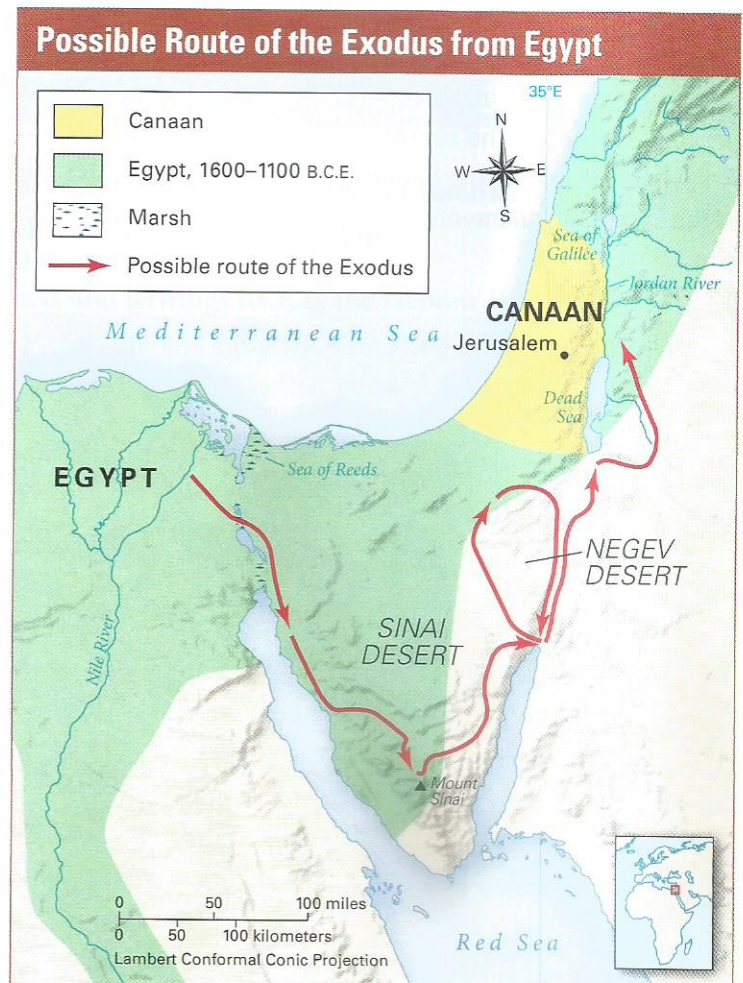 Possible Route of the Exodus from Egypt
Canaan
Egypt, 1600–1100 B.C.E.
Marsh
Possible route of the Exodus
35°E
N
W
E
S
Sea of
Galilee
Jordan River
CANAAN
Mediterranean Sea
Jerusalem
Dead
Sea
EGYPT
Sea of Reeds
NEGEV
DESERT
SINAI
DESERT
Nile River
Mount
Sinai
0 50 100 miles
0 50 100 kilometers
Lambert Conformal Conic Projection
Red Sea